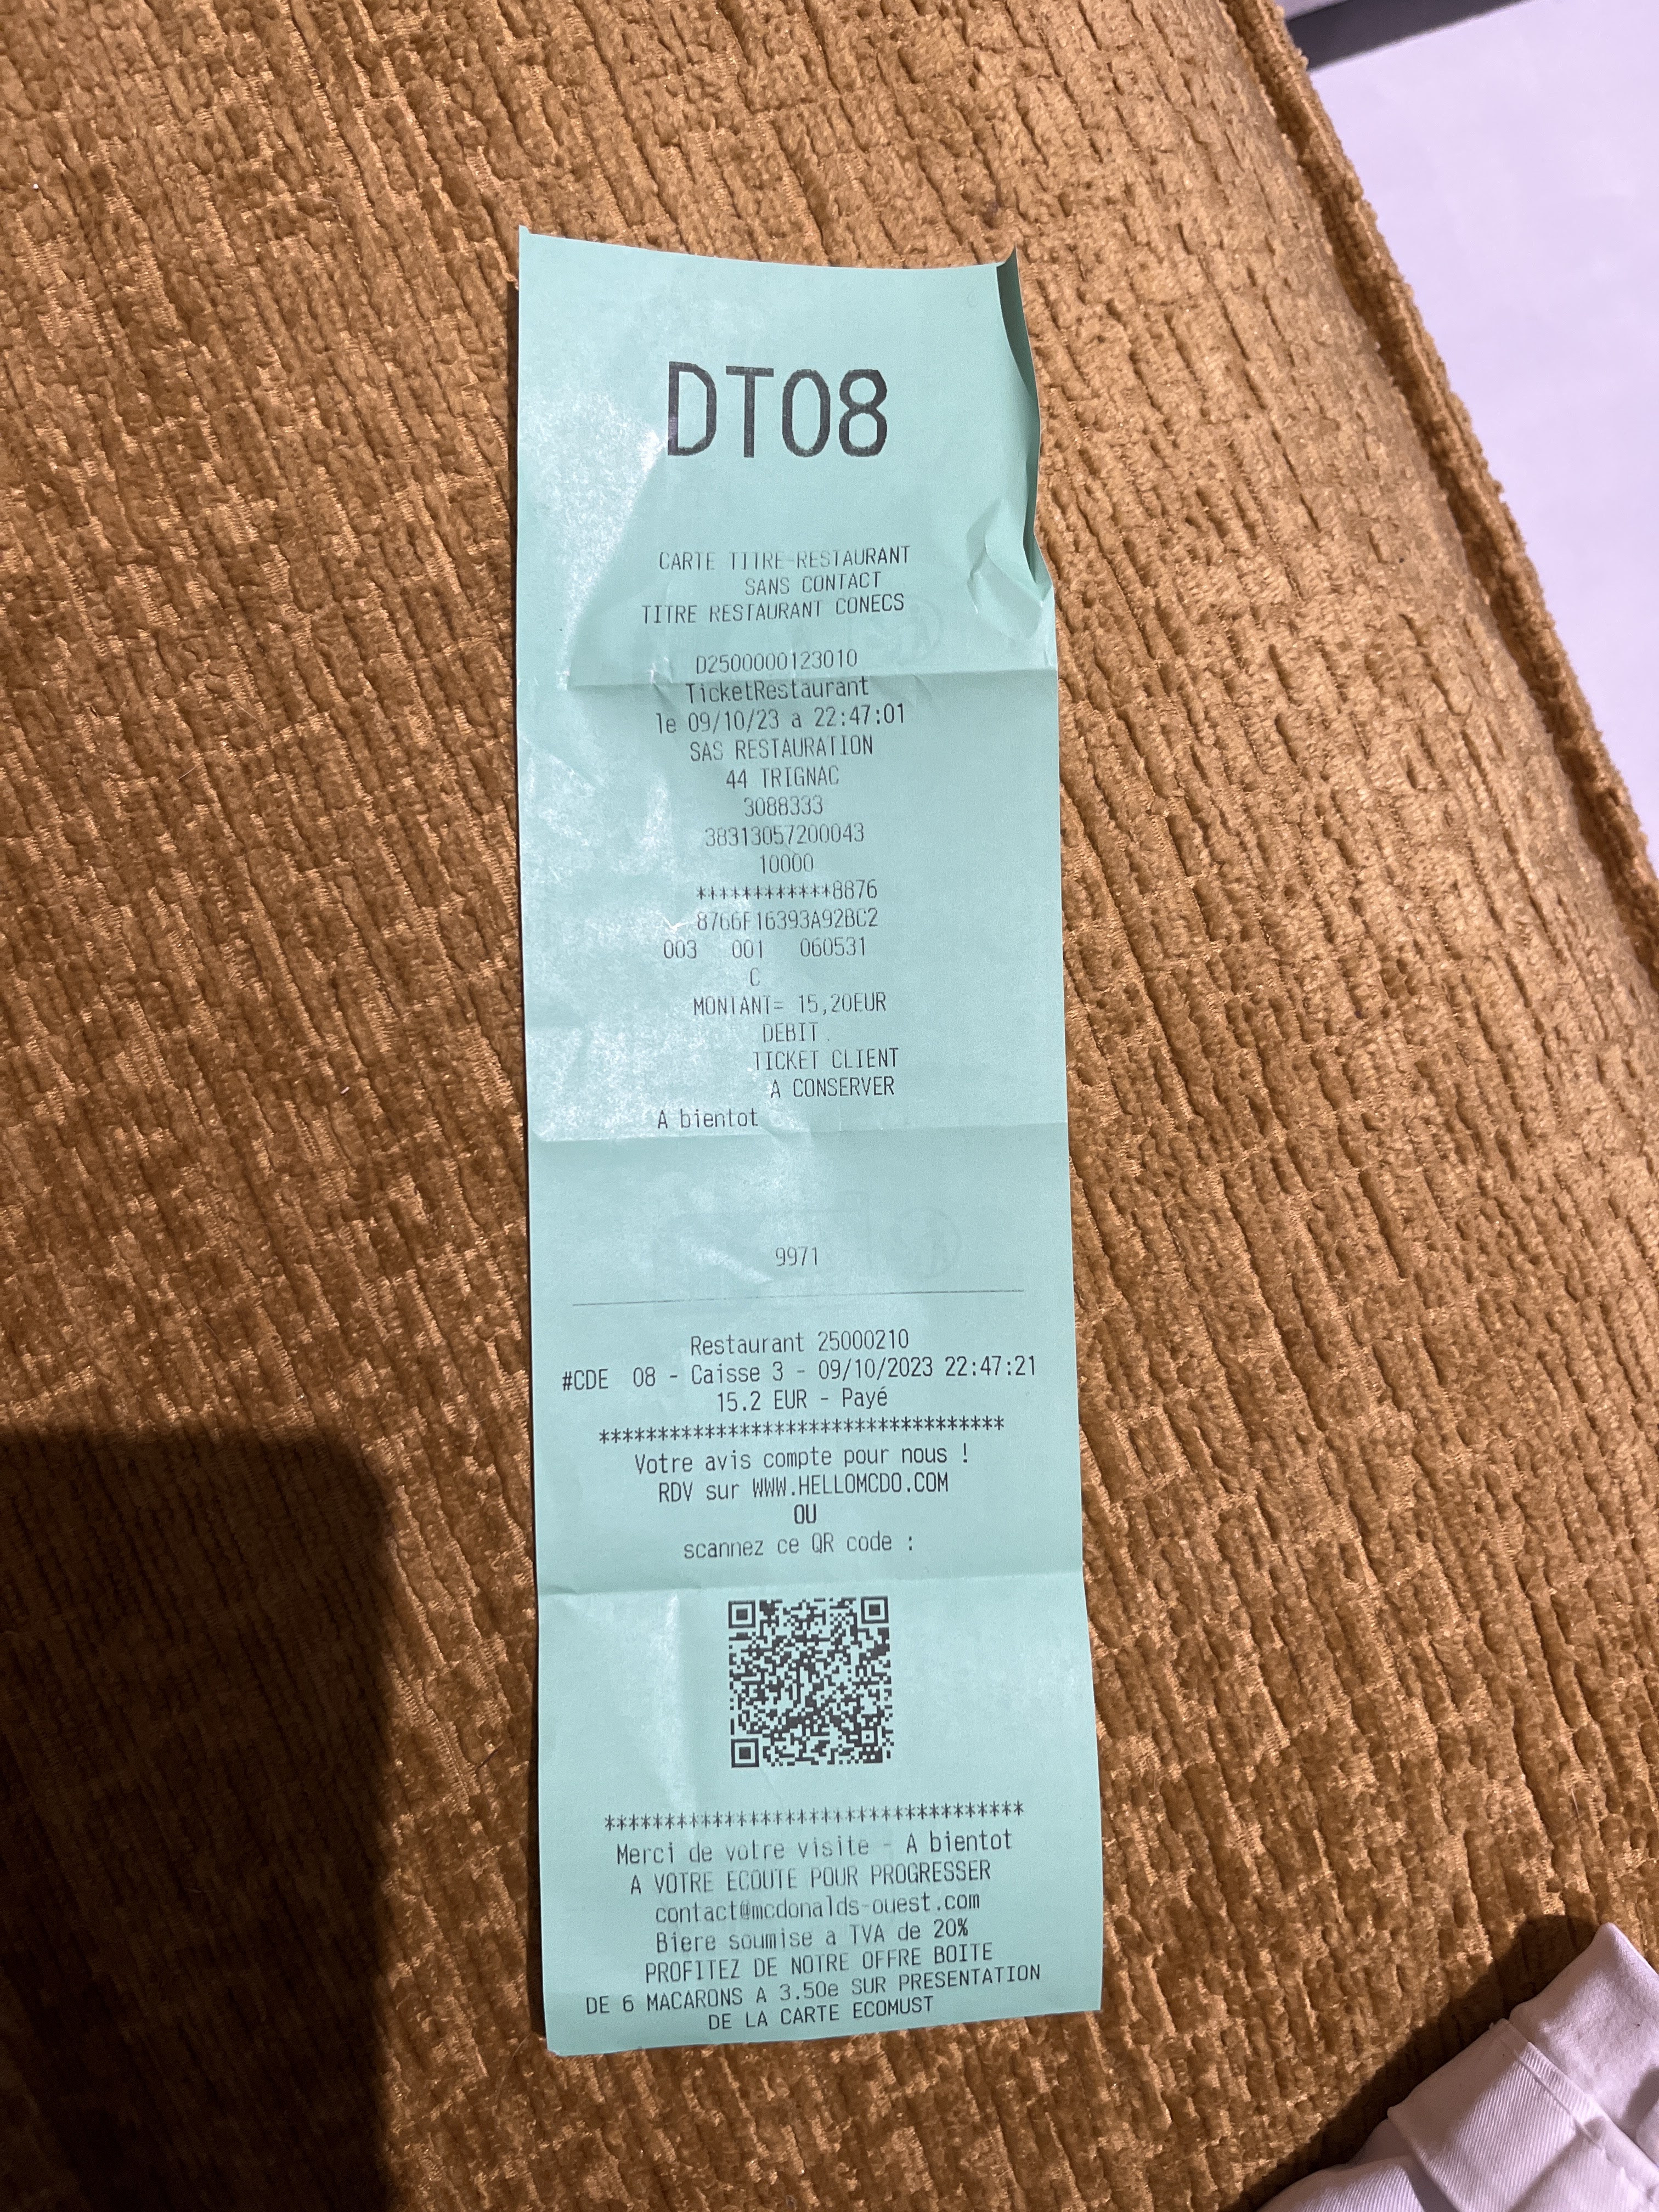 DT08
CARTE TITRE-RESTAURANT
SANS CONTACT
TITRE RESTAURANT CONECS
D2500000123010
TicketRestaurant
le 09/10/23 a 22:47:01
SAS RESTAURATION
44 TRIGNAC
3088333
38313057200043
10000
************8876
8766F16393A92BC2
003 001 060531
C
MONTANT= 15,20EUR
DEBIT
TICKET CLIENT
A CONSERVER
A bientot
9971
Restaurant 25000210
#CDE 08 - Caisse 3 - 09/10/2023 22:47:21
15.2 EUR - Payé
***********************************
Votre avis compte pour nous !
RDV sur WWW.HELLOMCDO.COM
OU
scannez ce QR code :
***********************************
Merci de votre visite - A bientot
A VOTRE ECOUTE POUR PROGRESSER
contact@mcdonalds-ouest.com
Biere soumise a TVA de 20%
PROFITEZ DE NOTRE OFFRE BOITE
DE 6 MACARONS A 3.50e SUR PRESENTATION
DE LA CARTE ECOMUST